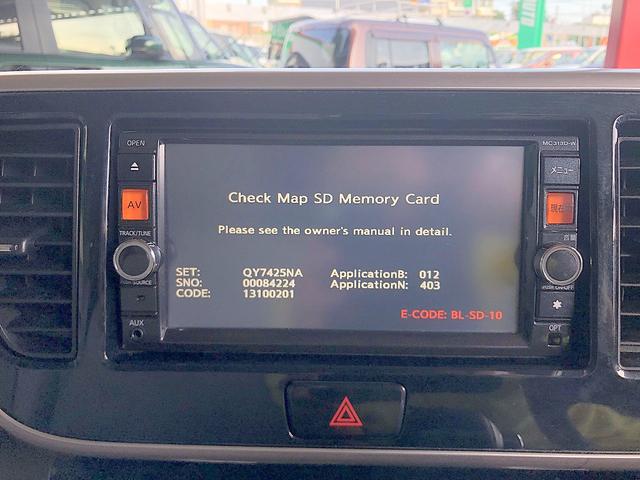 OPEN
MC313D-W
メニュー
AV
現在
TRACK/TUNE
音量
AUX
OPT
Check Map SD Memory Card
Please see the owner's manual in detail.
SET: QY7425NA ApplicationB: 012
SNO: 00084224 ApplicationN: 403
CODE: 13100201
E-CODE: BL-SD-10